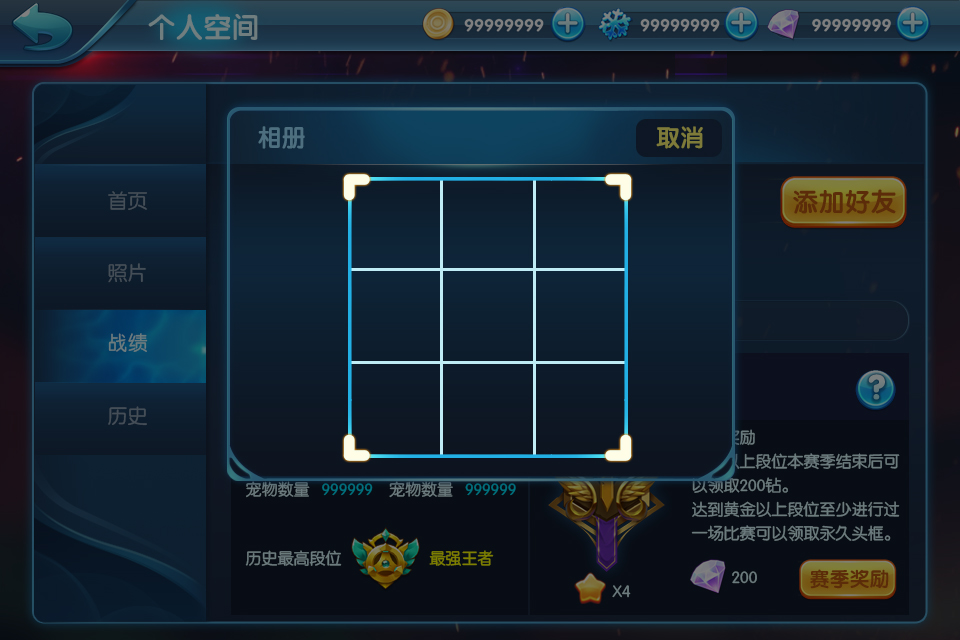 个人空间
99999999
99999999
99999999
相册
取消
首页
照片
战绩
历史
添加好友
奖励
以上段位本赛季结束后可
以领取200钻。
达到黄金以上段位至少进行过
一场比赛可以领取永久头框。
宠物数量 999999 宠物数量 999999
历史最高段位
最强王者
X4
200
赛季奖励